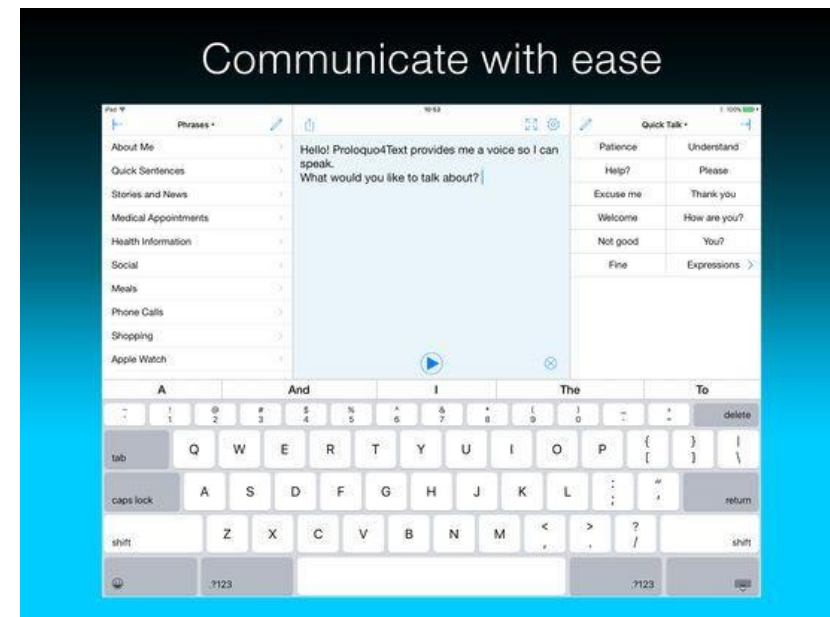 Communicate with ease
iPad
10:53
100%
Phrases
Quick Talk
About Me
Quick Sentences
Stories and News
Medical Appointments
Health Information
Social
Meals
Phone Calls
Shopping
Apple Watch
Hello! Proloquo4Text provides me a voice so I can
speak.
What would you like to talk about?
Patience Understand
Help? Please
Excuse me Thank you
Welcome How are you?
Not good You?
Fine Expressions
A And I The To
~ ! @ # $ % ^ & * ( ) _ +
1 2 3 4 5 6 7 8 9 0 delete
tab Q W E R T Y U I O P { } |
[ ] \
caps lock A S D F G H J K L : "
; ' return
shift Z X C V B N M < > ?
, . / shift
.?123 .?123